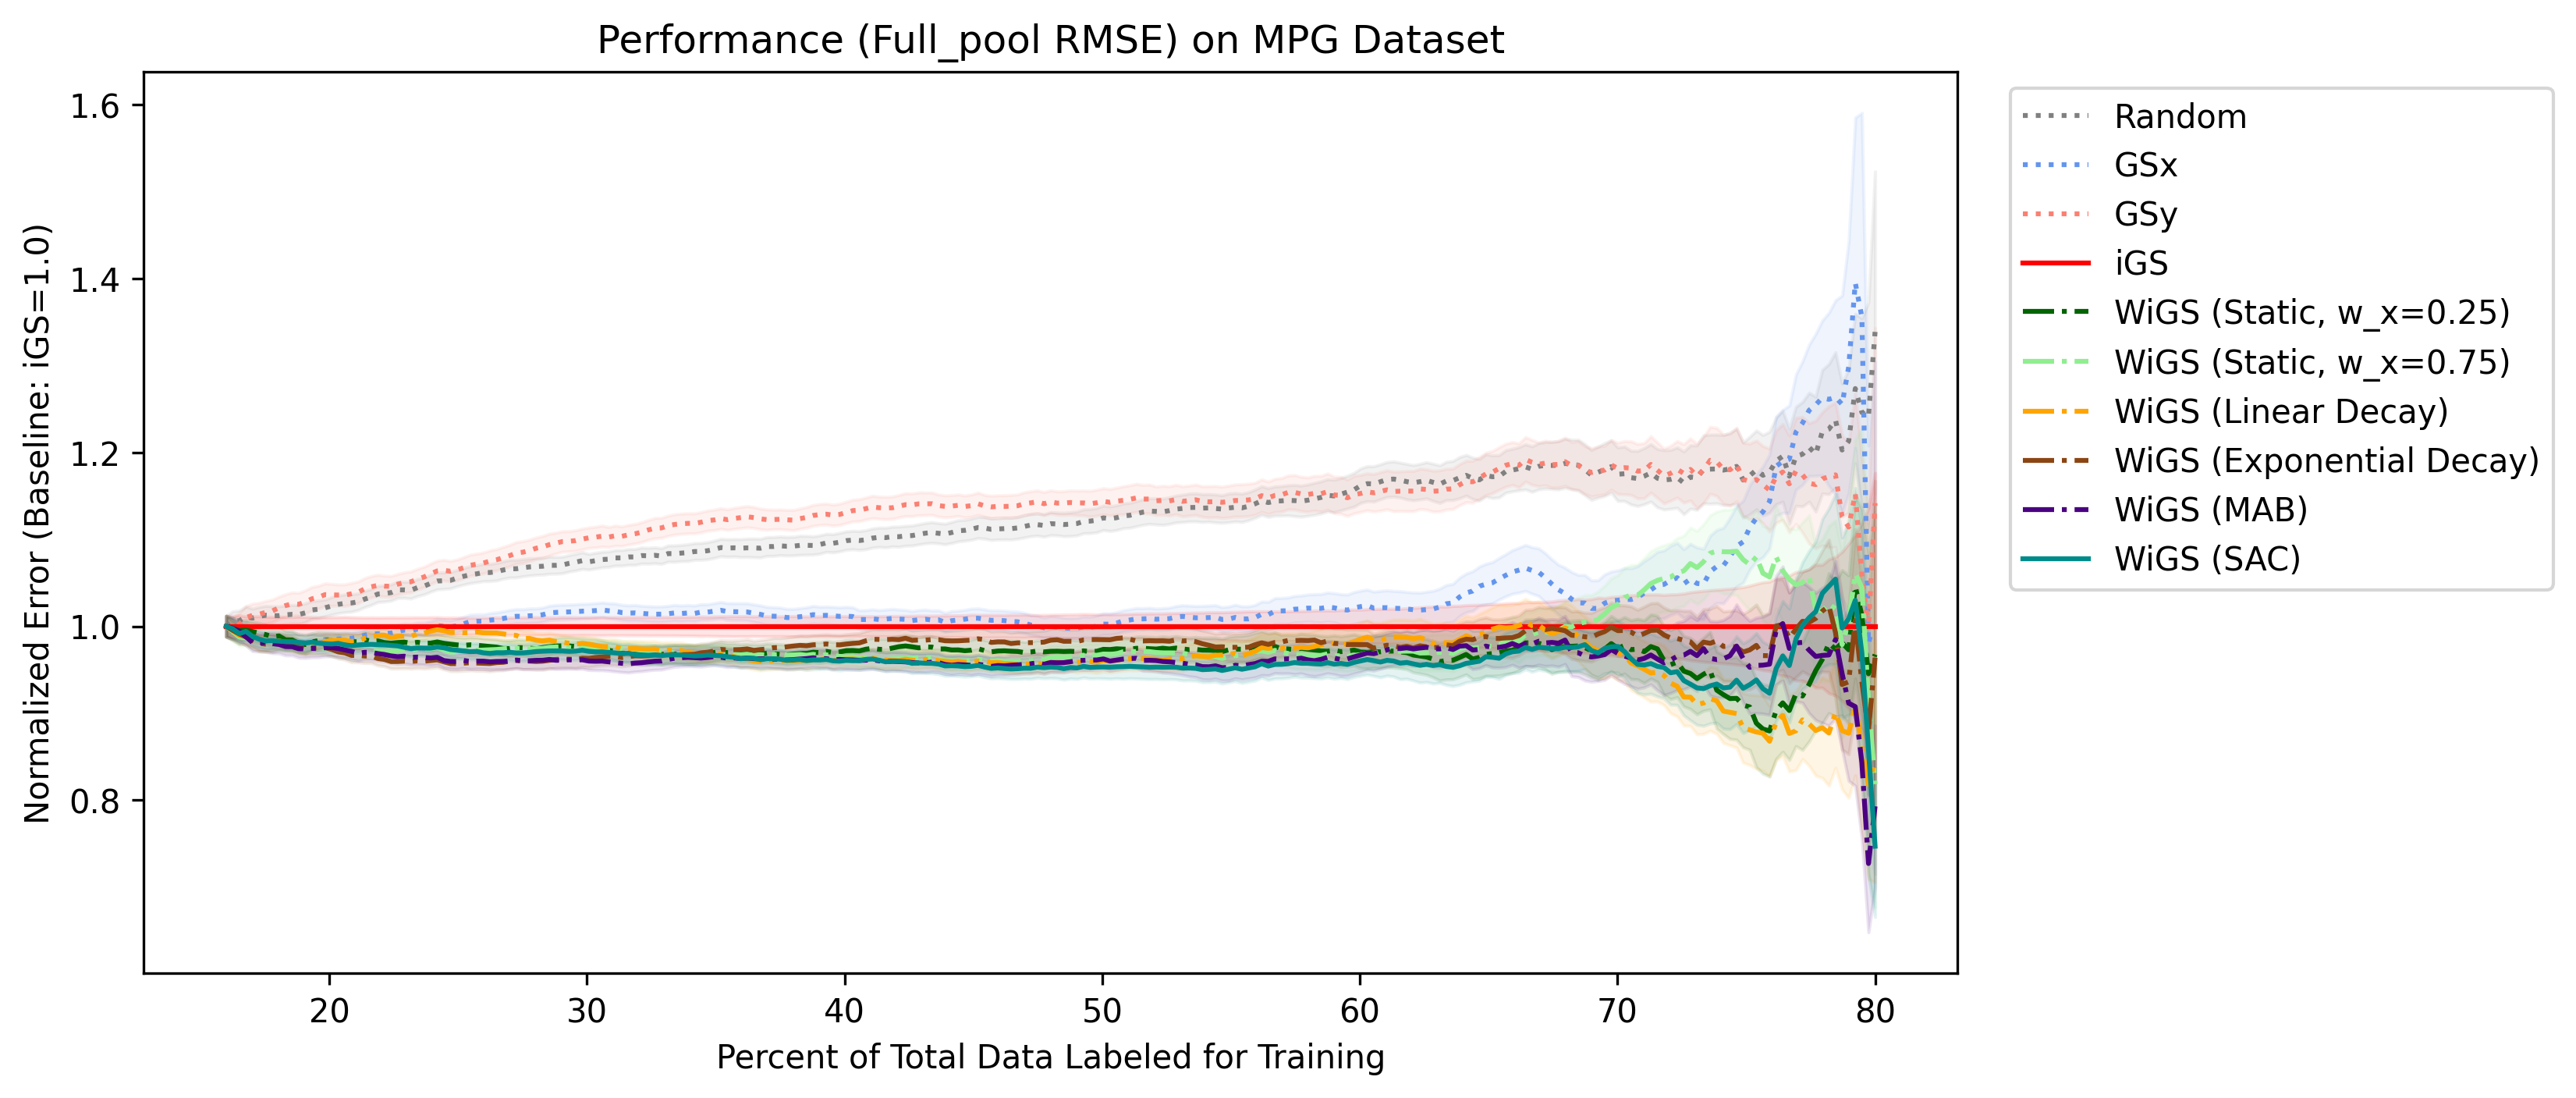 Performance (Full_pool RMSE) on MPG Dataset
Normalized Error (Baseline: iGS=1.0)
1.6
1.4
1.2
1.0
0.8
20 30 40 50 60 70 80
Percent of Total Data Labeled for Training
Random
GSx
GSy
iGS
WiGS (Static, w_x=0.25)
WiGS (Static, w_x=0.75)
WiGS (Linear Decay)
WiGS (Exponential Decay)
WiGS (MAB)
WiGS (SAC)